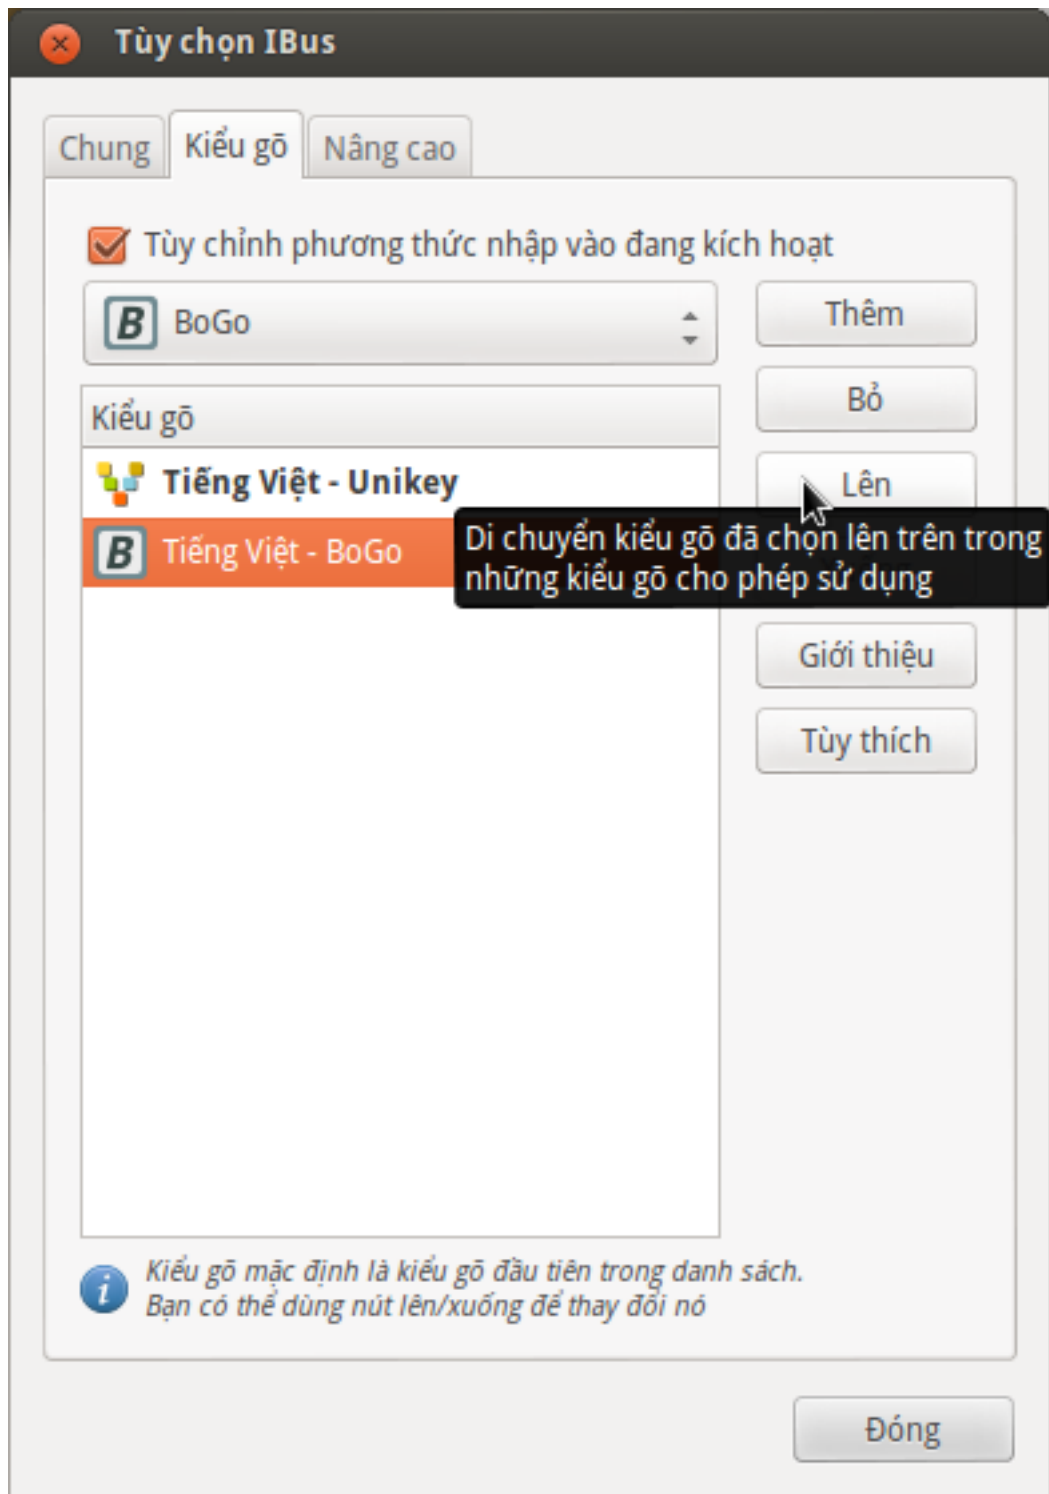 Tùy chọn IBus
Chung
Kiểu gõ
Nâng cao
Tùy chỉnh phương thức nhập vào đang kích hoạt
B BoGo
Thêm
Bỏ
Kiểu gõ
Tiếng Việt - Unikey
Lên
B Tiếng Việt - BoGo
Di chuyển kiểu gõ đã chọn lên trên trong
những kiểu gõ cho phép sử dụng
Giới thiệu
Tùy thích
i
Kiểu gõ mặc định là kiểu gõ đầu tiên trong danh sách.
Bạn có thể dùng nút lên/xuống để thay đổi nó
Đóng